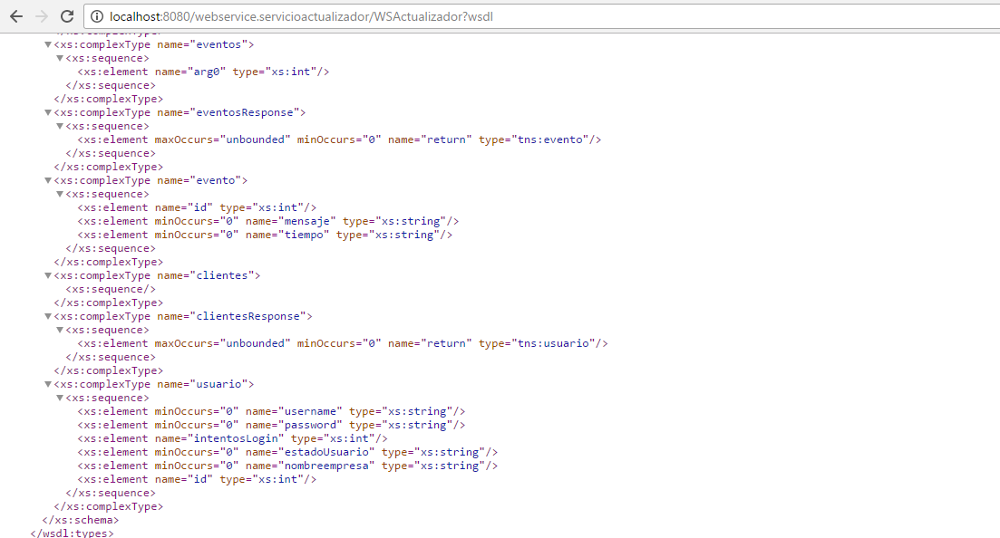 localhost:8080/webservice.servicioactualizador/WSActualizador?wsdl
<xs:complexType name="eventos">
<xs:sequence>
<xs:element name="arg0" type="xs:int"/>
</xs:sequence>
</xs:complexType>
<xs:complexType name="eventosResponse">
<xs:sequence>
<xs:element maxOccurs="unbounded" minOccurs="0" name="return" type="tns:evento"/>
</xs:sequence>
</xs:complexType>
<xs:complexType name="evento">
<xs:sequence>
<xs:element name="id" type="xs:int"/>
<xs:element minOccurs="0" name="mensaje" type="xs:string"/>
<xs:element minOccurs="0" name="tiempo" type="xs:string"/>
</xs:sequence>
</xs:complexType>
<xs:complexType name="clientes">
<xs:sequence/>
</xs:complexType>
<xs:complexType name="clientesResponse">
<xs:sequence>
<xs:element maxOccurs="unbounded" minOccurs="0" name="return" type="tns:usuario"/>
</xs:sequence>
</xs:complexType>
<xs:complexType name="usuario">
<xs:sequence>
<xs:element minOccurs="0" name="username" type="xs:string"/>
<xs:element minOccurs="0" name="password" type="xs:string"/>
<xs:element name="intentosLogin" type="xs:int"/>
<xs:element minOccurs="0" name="estadoUsuario" type="xs:string"/>
<xs:element minOccurs="0" name="nombreempresa" type="xs:string"/>
<xs:element name="id" type="xs:int"/>
</xs:sequence>
</xs:complexType>
</xs:schema>
</wsdl:types>